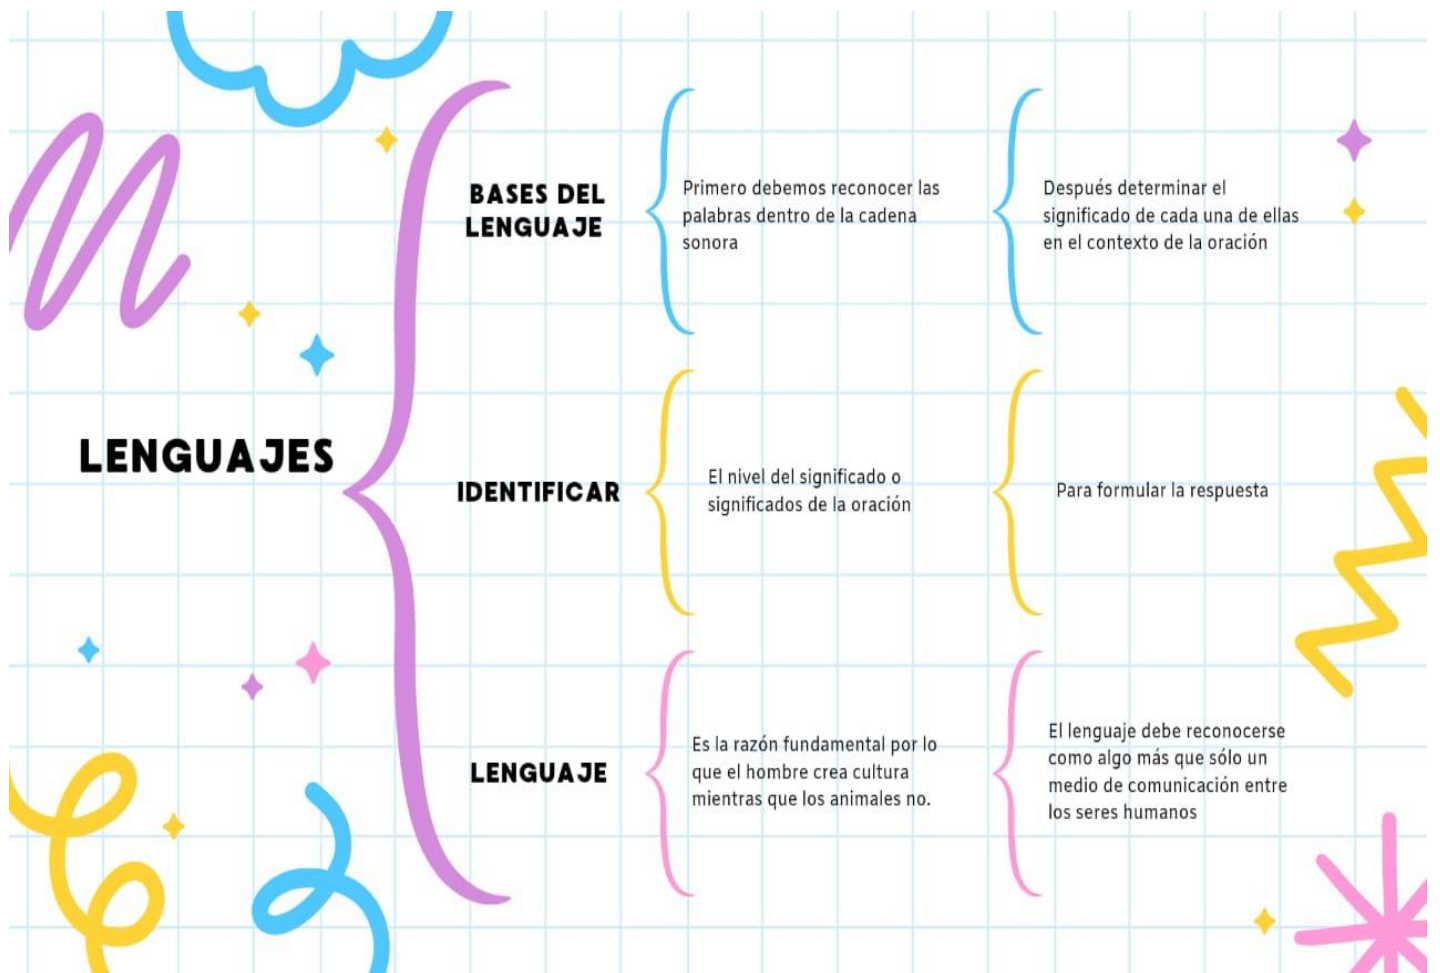 LENGUAJES
BASES DEL
LENGUAJE
Primero debemos reconocer las
palabras dentro de la cadena
sonora
Después determinar el
significado de cada una de ellas
en el contexto de la oración
IDENTIFICAR
El nivel del significado o
significados de la oración
Para formular la respuesta
LENGUAJE
Es la razón fundamental por lo
que el hombre crea cultura
mientras que los animales no.
El lenguaje debe reconocerse
como algo más que sólo un
medio de comunicación entre
los seres humanos